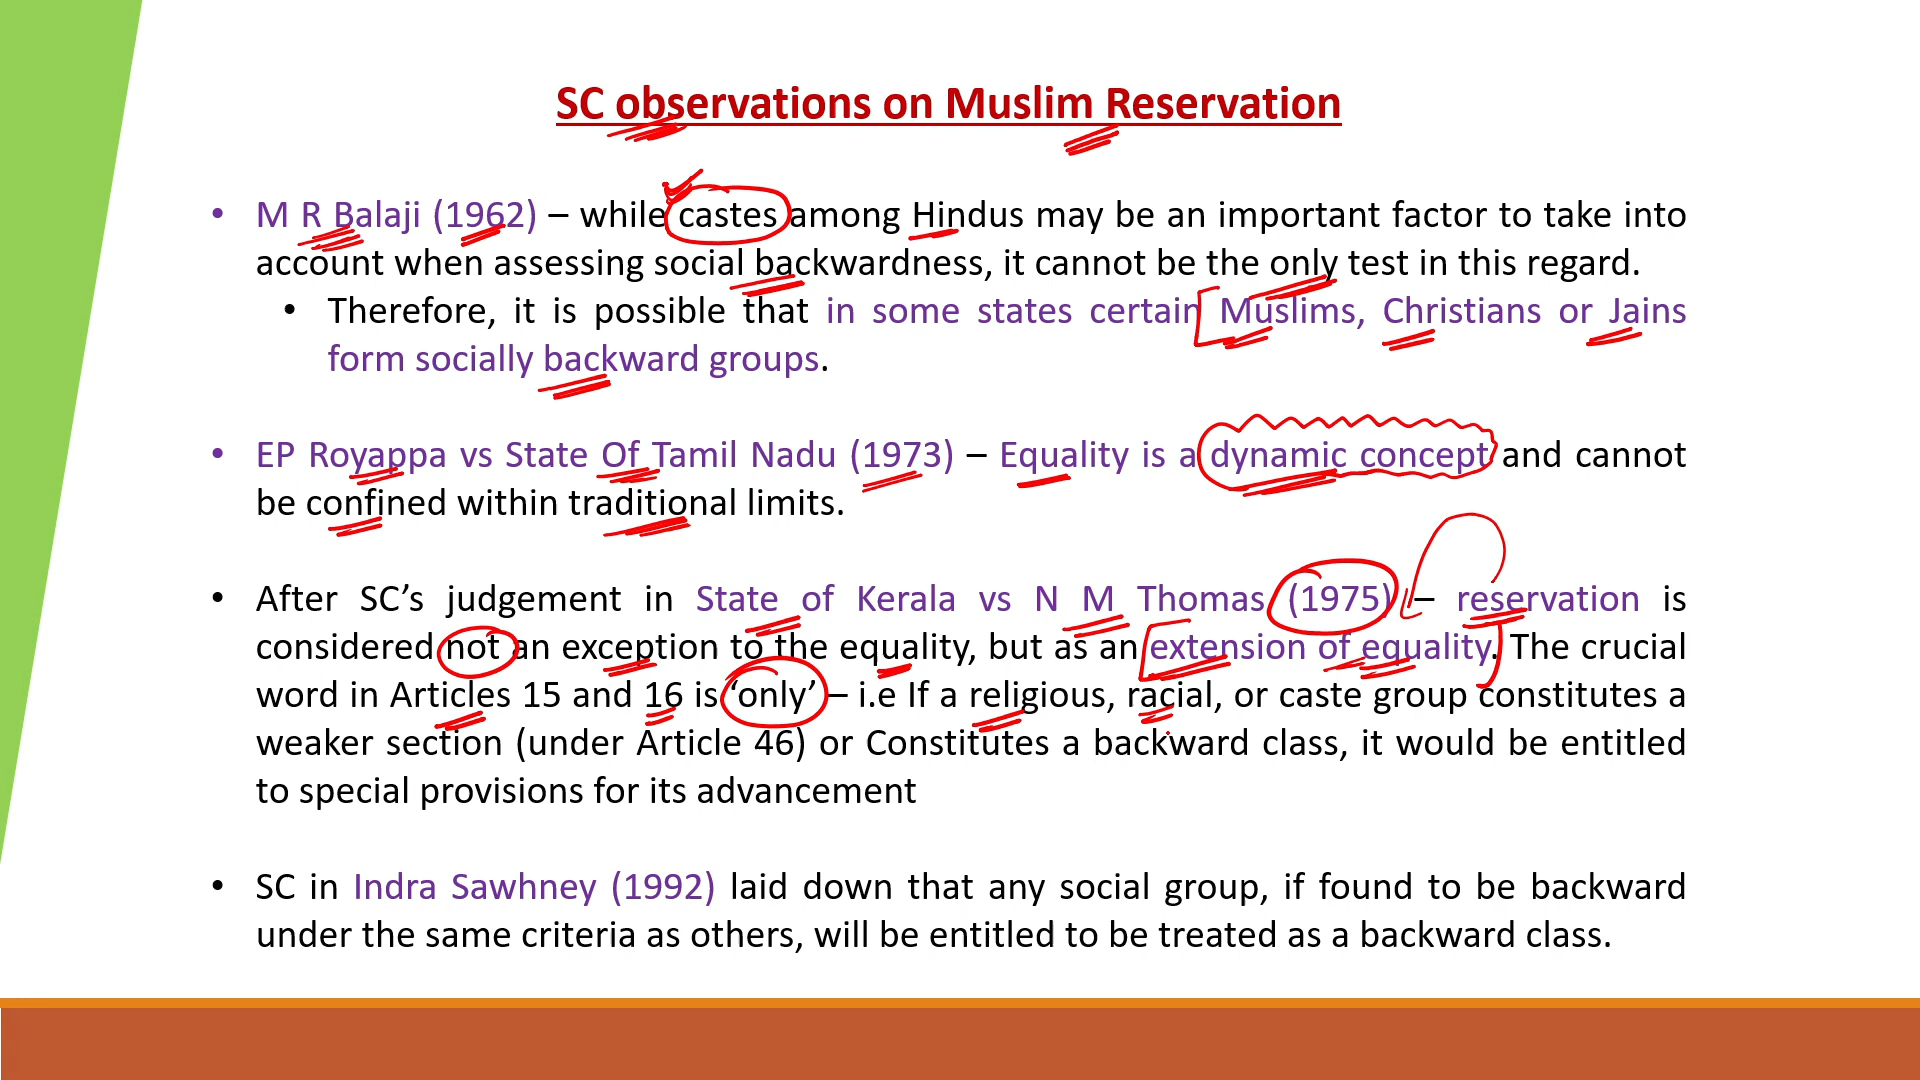 SC observations on Muslim Reservation
• M R Balaji (1962) – while castes among Hindus may be an important factor to take into
account when assessing social backwardness, it cannot be the only test in this regard.
• Therefore, it is possible that in some states certain Muslims, Christians or Jains
form socially backward groups.
• EP Royappa vs State Of Tamil Nadu (1973) – Equality is a dynamic concept and cannot
be confined within traditional limits.
• After SC’s judgement in State of Kerala vs N M Thomas (1975) – reservation is
considered not an exception to the equality, but as an extension of equality. The crucial
word in Articles 15 and 16 is ‘only’ – i.e If a religious, racial, or caste group constitutes a
weaker section (under Article 46) or Constitutes a backward class, it would be entitled
to special provisions for its advancement
• SC in Indra Sawhney (1992) laid down that any social group, if found to be backward
under the same criteria as others, will be entitled to be treated as a backward class.